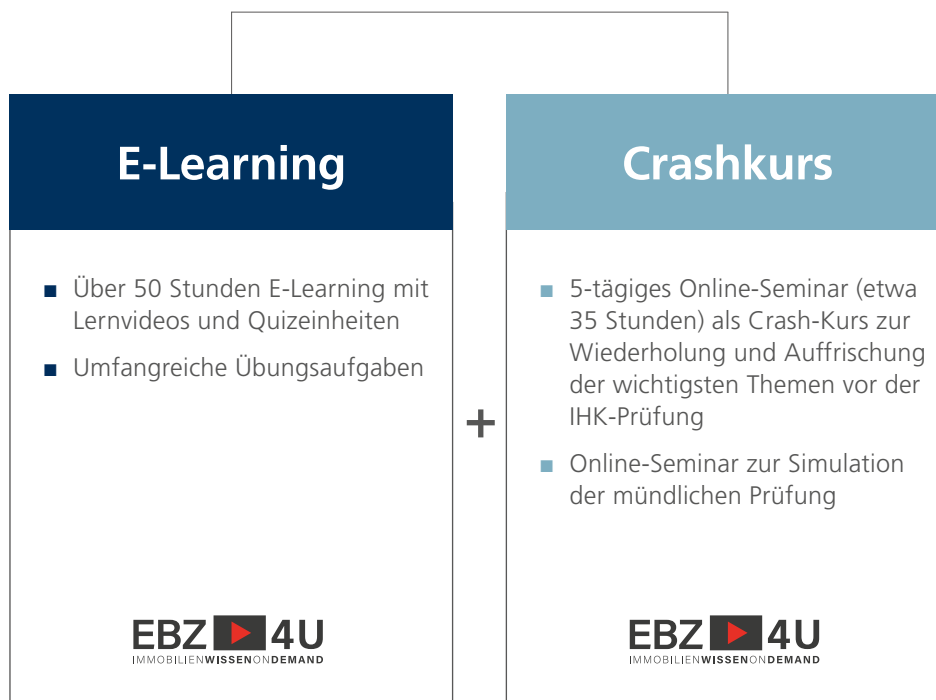 E-Learning
■ Über 50 Stunden E-Learning mit
Lernvideos und Quizeinheiten
■ Umfangreiche Übungsaufgaben
EBZ 4U
IMMOBILIENWISSENONDEMAND
+
Crashkurs
■ 5-tägiges Online-Seminar (etwa
35 Stunden) als Crash-Kurs zur
Wiederholung und Auffrischung
der wichtigsten Themen vor der
IHK-Prüfung
■ Online-Seminar zur Simulation
der mündlichen Prüfung
EBZ 4U
IMMOBILIENWISSENONDEMAND